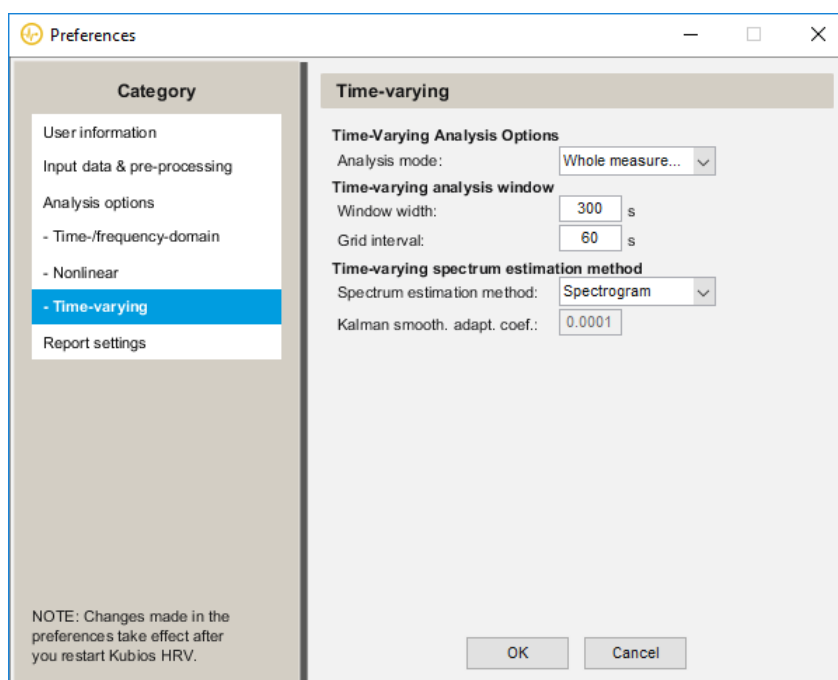 Preferences
Category
User information
Input data & pre-processing
Analysis options
- Time-/frequency-domain
- Nonlinear
- Time-varying
Report settings
NOTE: Changes made in the
preferences take effect after
you restart Kubios HRV.
Time-varying
Time-Varying Analysis Options
Analysis mode: Whole measure...
Time-varying analysis window
Window width: 300 s
Grid interval: 60 s
Time-varying spectrum estimation method
Spectrum estimation method: Spectrogram
Kalman smooth. adapt. coef.: 0.0001
OK Cancel